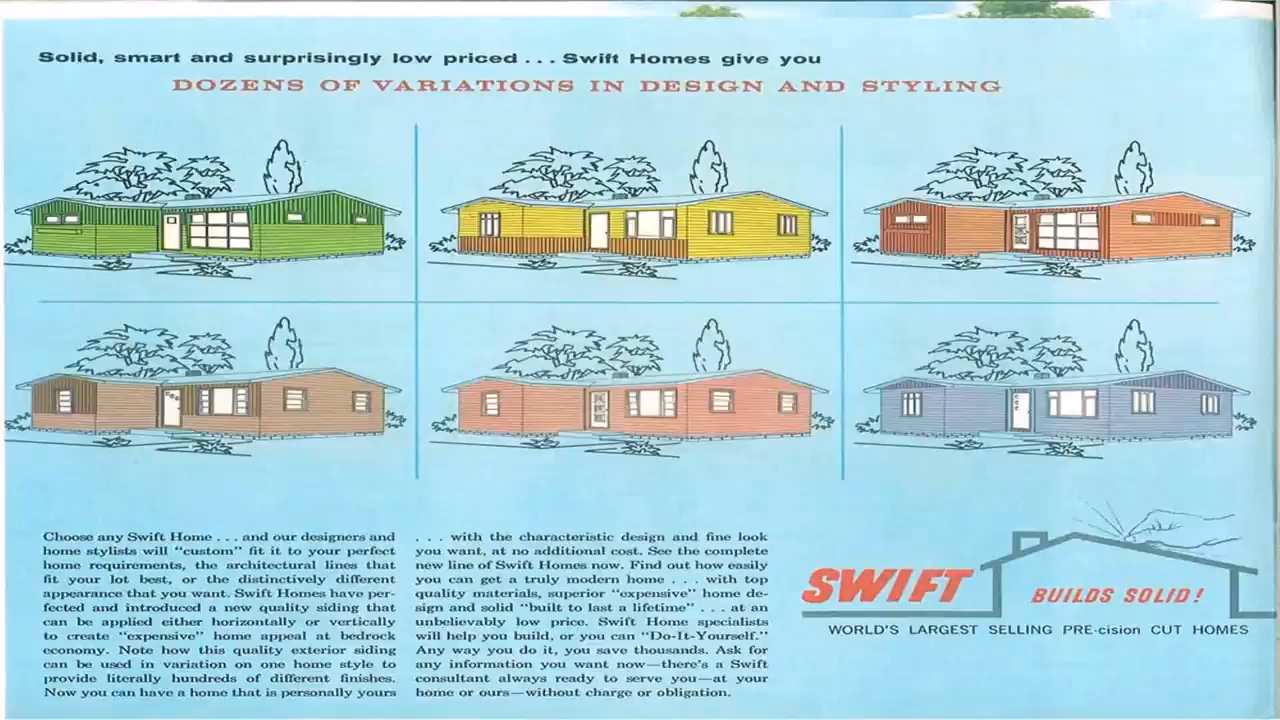 Solid, smart and surprisingly low priced . . . Swift Homes give you
DOZENS OF VARIATIONS IN DESIGN AND STYLING
Choose any Swift Home . . . and our designers and
home stylists will “custom” fit it to your perfect
home requirements, the architectural lines that
fit your lot best, or the distinctively different
appearance that you want. Swift Homes have per-
fected and introduced a new quality siding that
can be applied either horizontally or vertically
to create “expensive” home appeal at bedrock
economy. Note how this quality exterior siding
can be used in variation on one home style to
provide literally hundreds of different finishes.
Now you can have a home that is personally yours
. . . with the characteristic design and fine look
you want, at no additional cost. See the complete
new line of Swift Homes now. Find out how easily
you can get a truly modern home . . . with top
quality materials, superior “expensive” home de-
sign and solid “built to last a lifetime” . . . at an
unbelievably low price. Swift Home specialists
will help you build, or you can “Do-It-Yourself.”
Any way you do it, you save thousands. Ask for
any information you want now—there’s a Swift
consultant always ready to serve you—at your
home or ours—without charge or obligation.
SWIFT
BUILDS SOLID!
WORLD’S LARGEST SELLING PRE-cision CUT HOMES